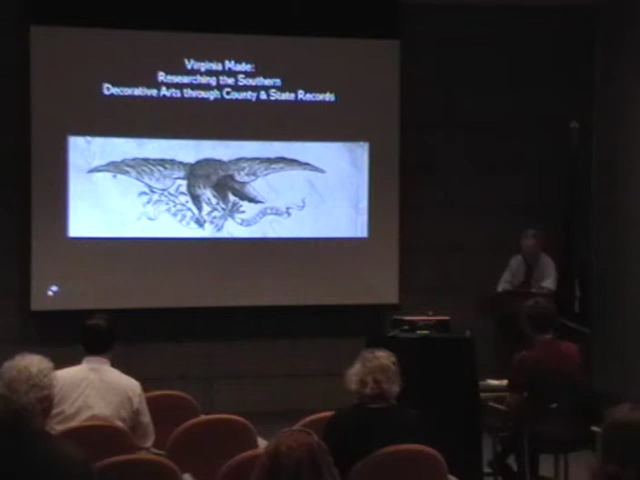 Virginia Made:
Researching the Southern
Decorative Arts through County & State Records